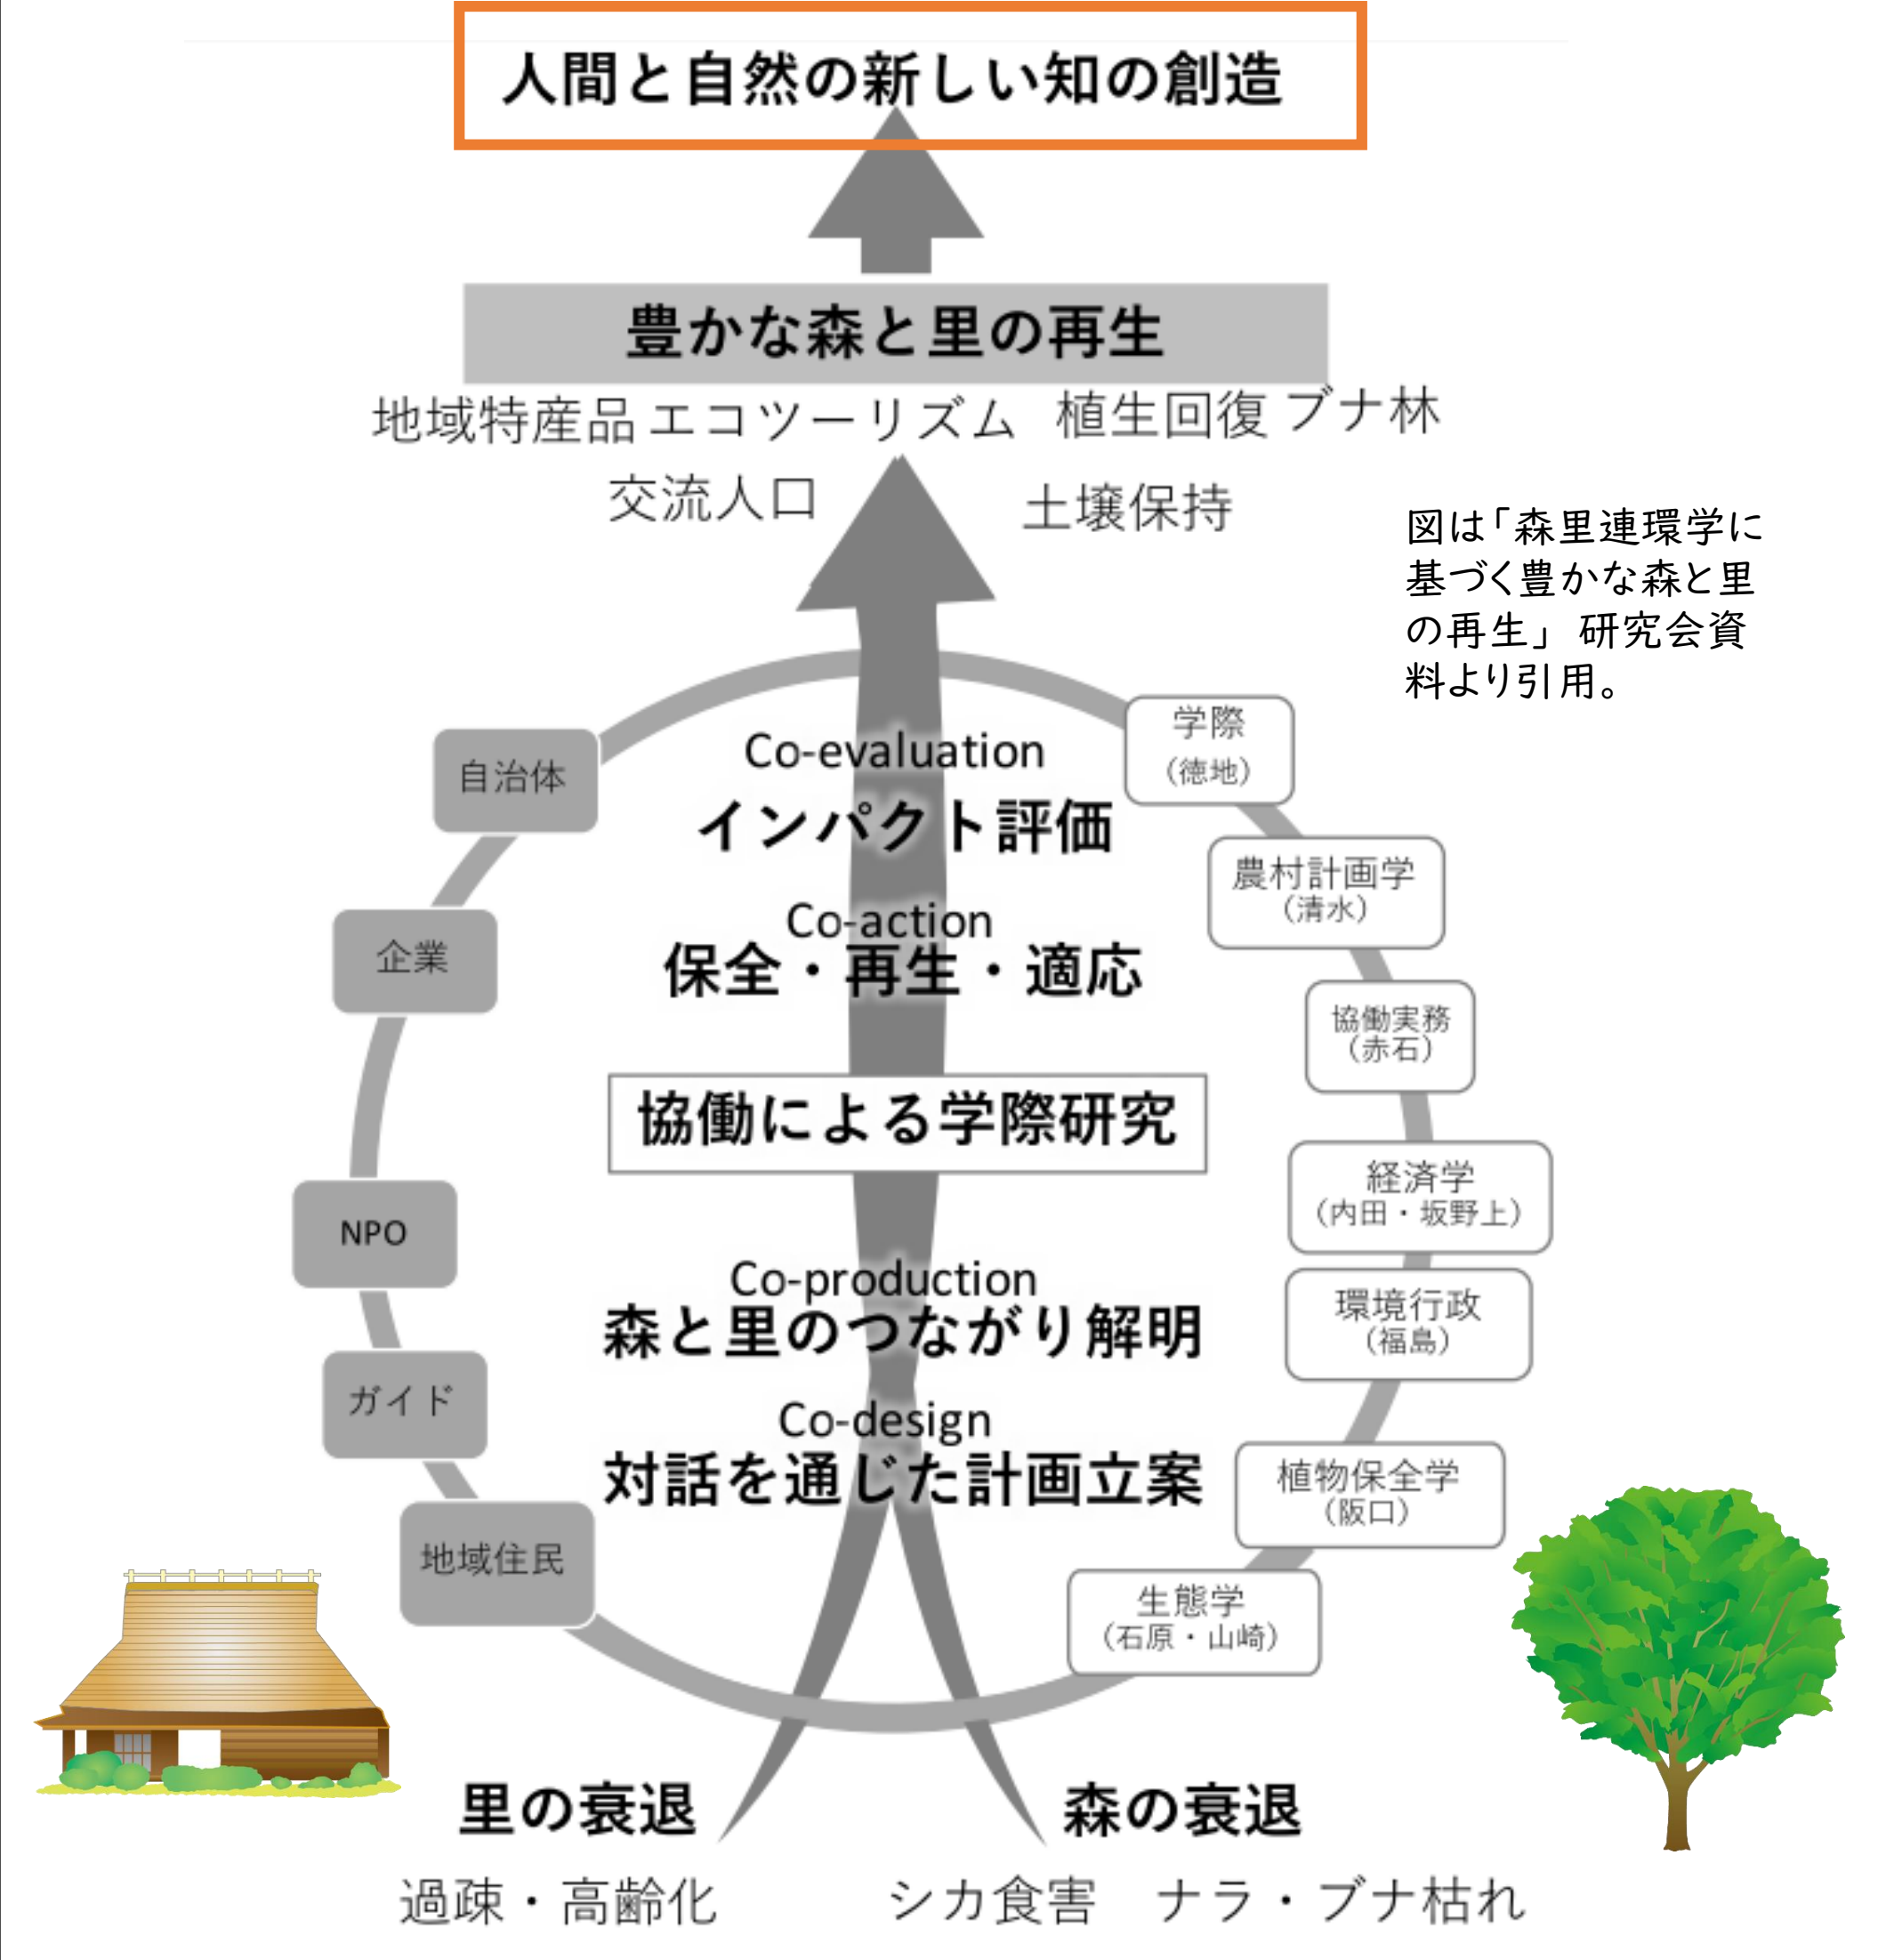 人間と自然の新しい知の創造
豊かな森と里の再生
地域特産品 エコツーリズム 植生回復 ブナ林
交流人口 土壌保持
図は「森里連環学に
基づく豊かな森と里
の再生」 研究会資
料より引用。
Co-evaluation
インパクト評価
Co-action
保全・再生・適応
協働による学際研究
Co-production
森と里のつながり解明
Co-design
対話を通じた計画立案
自治体
企業
NPO
ガイド
地域住民
学際
（徳地）
農村計画学
（清水）
協働実務
（赤石）
経済学
（内田・坂野上）
環境行政
（福島）
植物保全学
（阪口）
生態学
（石原・山崎）
里の衰退
過疎・高齢化
森の衰退
シカ食害 ナラ・ブナ枯れ